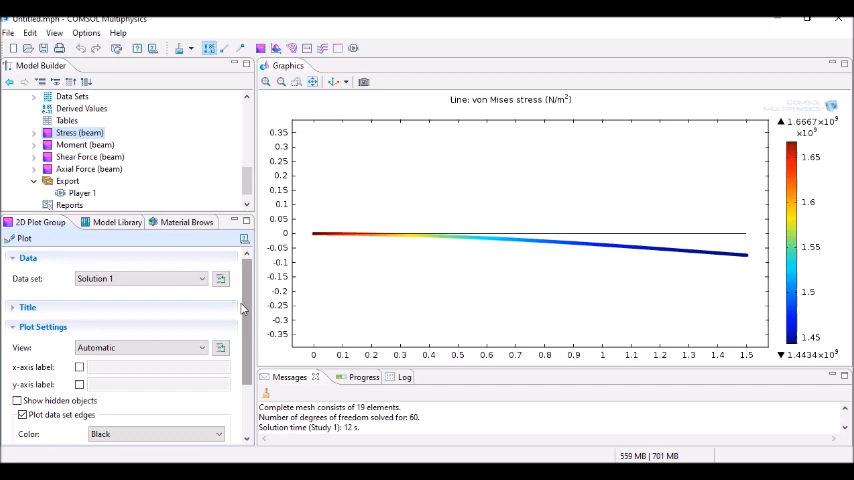 Untitled.mph - COMSOL Multiphysics
File Edit View Options Help
Model Builder
Data Sets
Derived Values
Tables
Stress (beam)
Moment (beam)
Shear Force (beam)
Axial Force (beam)
Export
Player 1
Reports
2D Plot Group
Model Library
Material Brows
Plot
Data
Data set:
Solution 1
Title
Plot Settings
View:
Automatic
x-axis label:
y-axis label:
Show hidden objects
Plot data set edges
Color:
Black
Graphics
Line: von Mises stress (N/m²)
COMSOL
MULTIPHYSICS
0.35
0.3
0.25
0.2
0.15
0.1
0.05
0
-0.05
-0.1
-0.15
-0.2
-0.25
-0.3
-0.35
0 0.1 0.2 0.3 0.4 0.5 0.6 0.7 0.8 0.9 1 1.1 1.2 1.3 1.4 1.5
▲ 1.6667×10⁹
×10⁹
1.65
1.6
1.55
1.5
1.45
▼ 1.4434×10⁹
Messages
Progress
Log
Complete mesh consists of 19 elements.
Number of degrees of freedom solved for: 60.
Solution time (Study 1): 12 s.
559 MB | 701 MB